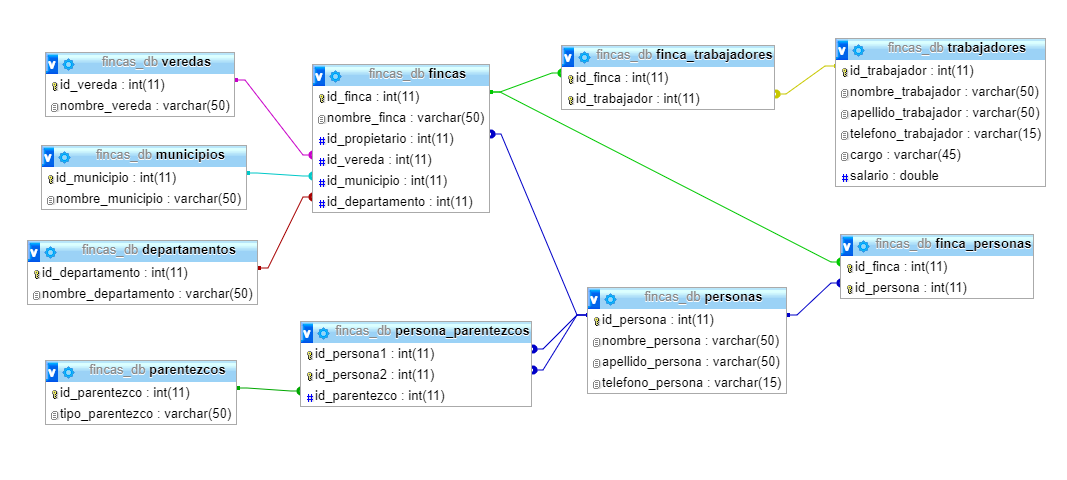 fincas_db veredas
id_vereda : int(11)
nombre_vereda : varchar(50)
fincas_db municipios
id_municipio : int(11)
nombre_municipio : varchar(50)
fincas_db departamentos
id_departamento : int(11)
nombre_departamento : varchar(50)
fincas_db parentezcos
id_parentezco : int(11)
tipo_parentezco : varchar(50)
fincas_db fincas
id_finca : int(11)
nombre_finca : varchar(50)
# id_propietario : int(11)
# id_vereda : int(11)
# id_municipio : int(11)
# id_departamento : int(11)
fincas_db persona_parentezcos
id_persona1 : int(11)
id_persona2 : int(11)
# id_parentezco : int(11)
fincas_db finca_trabajadores
id_finca : int(11)
id_trabajador : int(11)
fincas_db personas
id_persona : int(11)
nombre_persona : varchar(50)
apellido_persona : varchar(50)
telefono_persona : varchar(15)
fincas_db trabajadores
id_trabajador : int(11)
nombre_trabajador : varchar(50)
apellido_trabajador : varchar(50)
telefono_trabajador : varchar(15)
cargo : varchar(45)
# salario : double
fincas_db finca_personas
id_finca : int(11)
id_persona : int(11)